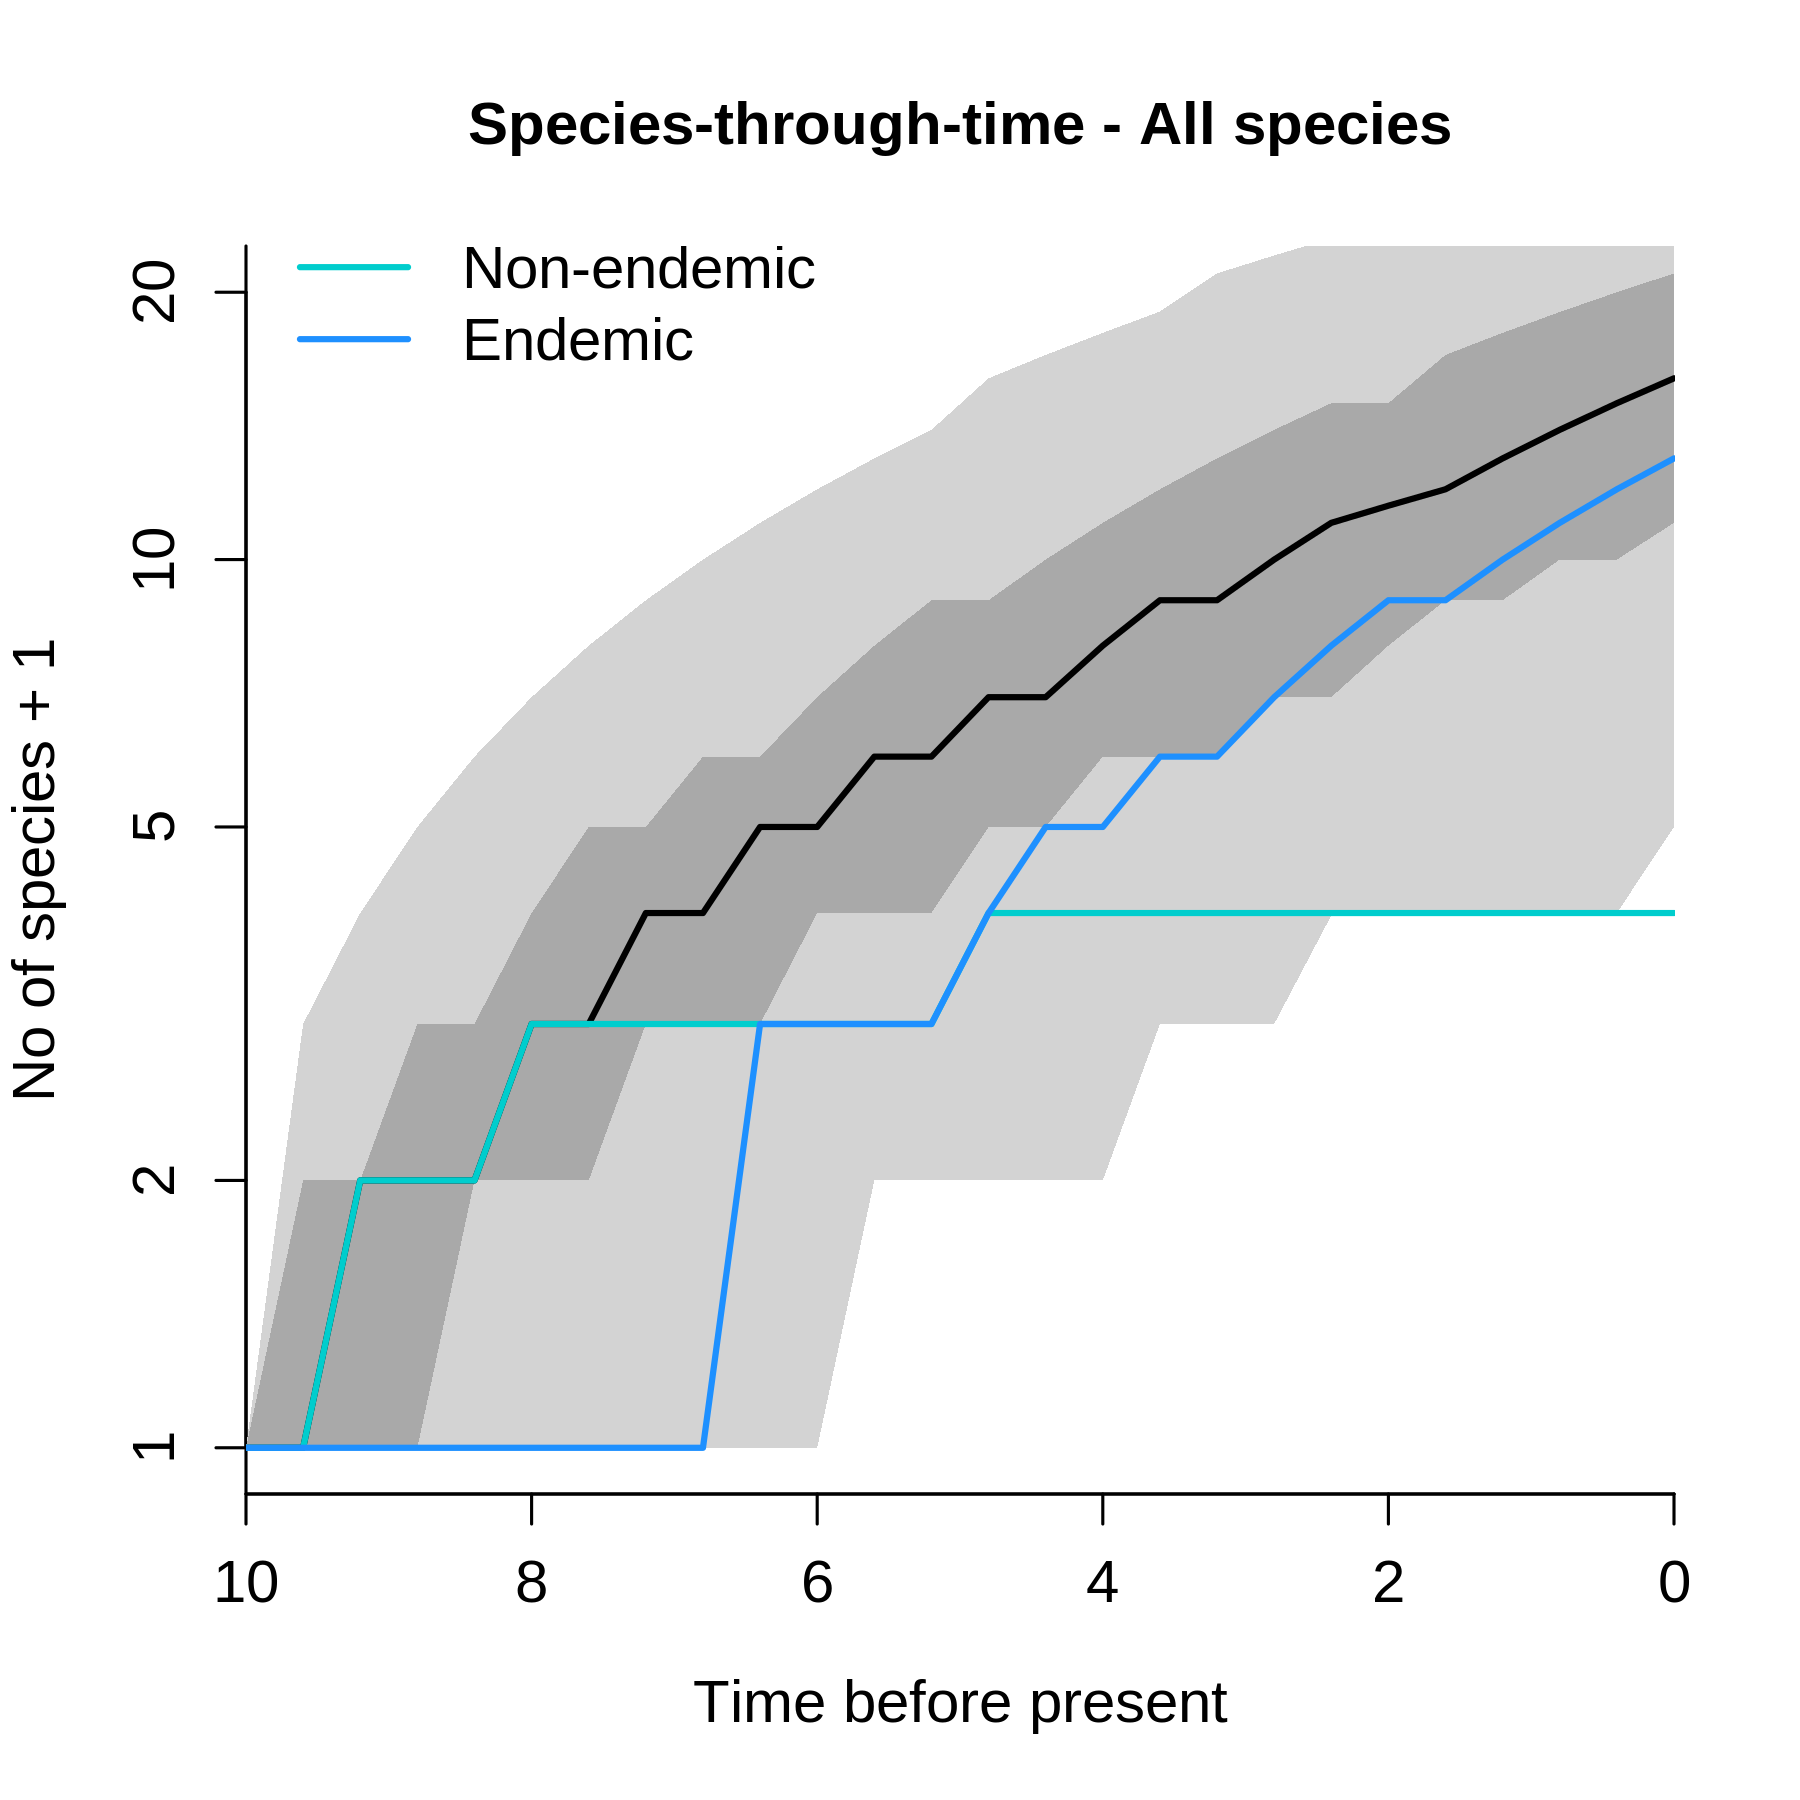 Species-through-time - All species
Non-endemic
Endemic
No of species + 1
20
10
5
2
1
10 8 6 4 2 0
Time before present